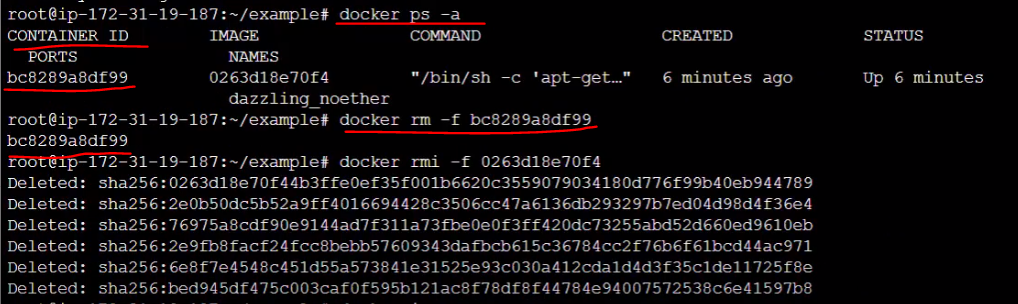 root@ip-172-31-19-187:~/example# docker ps -a
CONTAINER ID IMAGE COMMAND CREATED STATUS
PORTS NAMES
bc8289a8df99 0263d18e70f4 "/bin/sh -c 'apt-get…" 6 minutes ago Up 6 minutes
dazzling_noether
root@ip-172-31-19-187:~/example# docker rm -f bc8289a8df99
bc8289a8df99
root@ip-172-31-19-187:~/example# docker rmi -f 0263d18e70f4
Deleted: sha256:0263d18e70f44b3ffe0ef35f001b6620c3559079034180d776f99b40eb944789
Deleted: sha256:2e0b50dc5b52a9ff4016694428c3506cc47a6136db293297b7ed04d98d4f36e4
Deleted: sha256:76975a8cdf90e9144ad7f311a73fbe0e0f3ff420dc73255abd52d660ed9610eb
Deleted: sha256:2e9fb8facf24fcc8bebb57609343dafbcb615c36784cc2f76b6f61bcd44ac971
Deleted: sha256:6e8f7e4548c451d55a573841e31525e93c030a412cda1d4d3f35c1de11725f8e
Deleted: sha256:bed945df475c003caf0f595b121ac8f78df8f44784e94007572538c6e41597b8